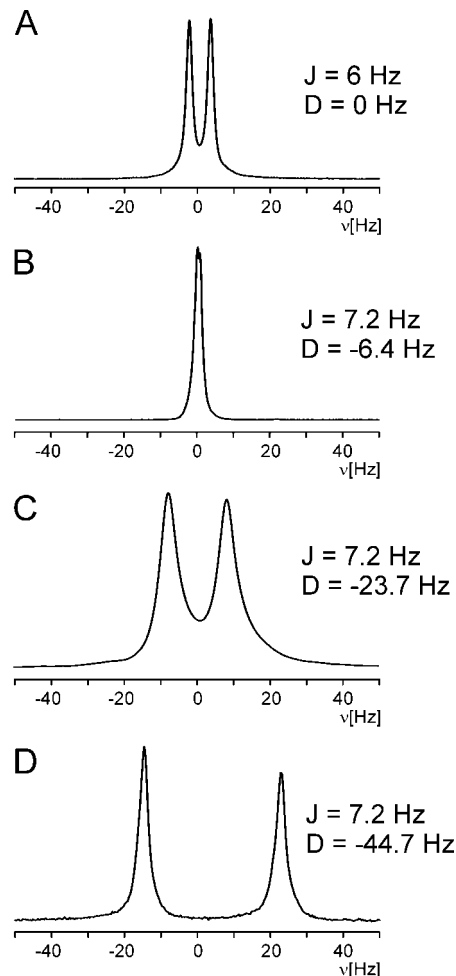 A
J = 6 Hz
D = 0 Hz
-40 -20 0 20 40
ν[Hz]
B
J = 7.2 Hz
D = -6.4 Hz
-40 -20 0 20 40
ν[Hz]
C
J = 7.2 Hz
D = -23.7 Hz
-40 -20 0 20 40
ν[Hz]
D
J = 7.2 Hz
D = -44.7 Hz
-40 -20 0 20 40
ν[Hz]